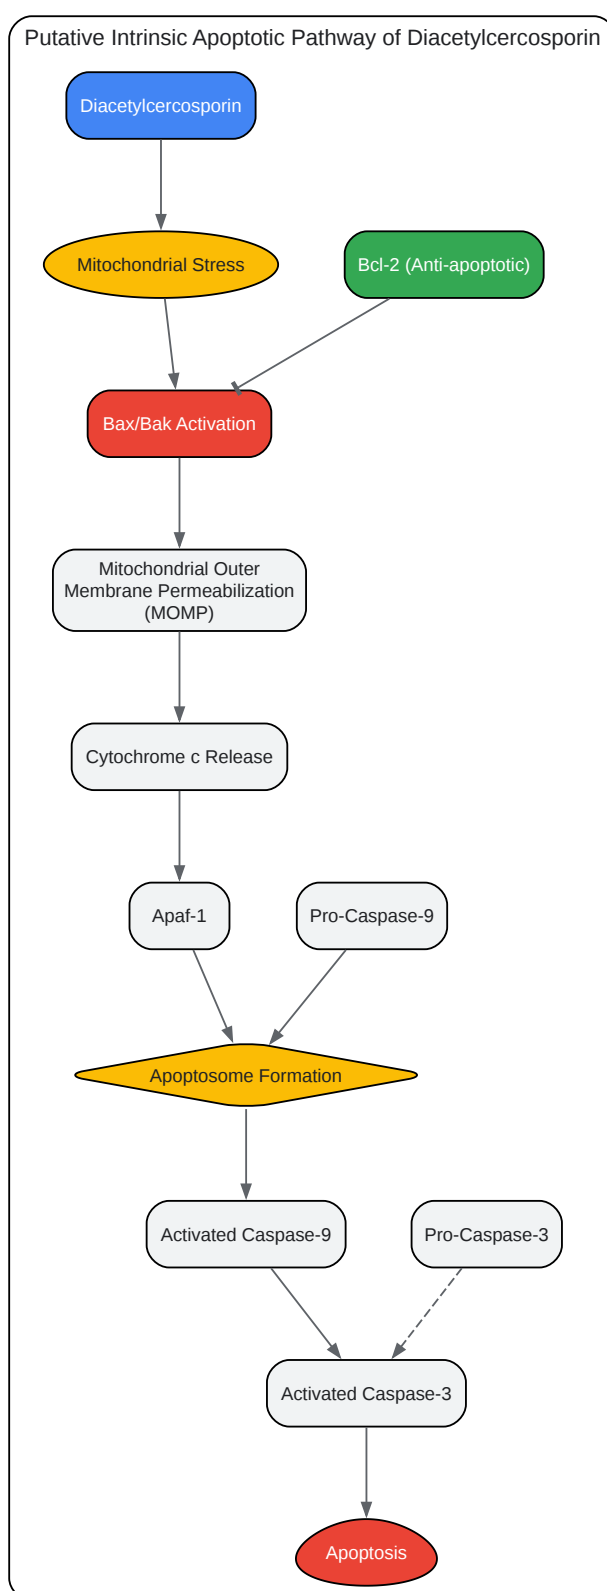 Putative Intrinsic Apoptotic Pathway of Diacetylcercosporin
Diacetylcercosporin
Mitochondrial Stress
Bcl-2 (Anti-apoptotic)
Bax/Bak Activation
Mitochondrial Outer
Membrane Permeabilization
(MOMP)
Cytochrome c Release
Apaf-1
Pro-Caspase-9
Apoptosome Formation
Activated Caspase-9
Pro-Caspase-3
Activated Caspase-3
Apoptosis